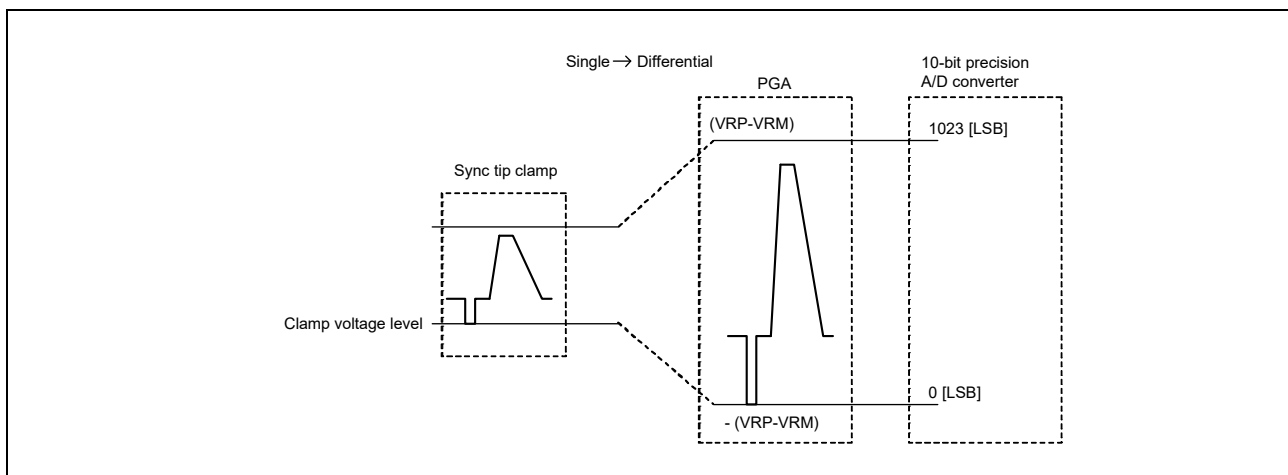 Single → Differential
10-bit precision
A/D converter
PGA
(VRP-VRM)
1023 [LSB]
Sync tip clamp
Clamp voltage level
0 [LSB]
- (VRP-VRM)